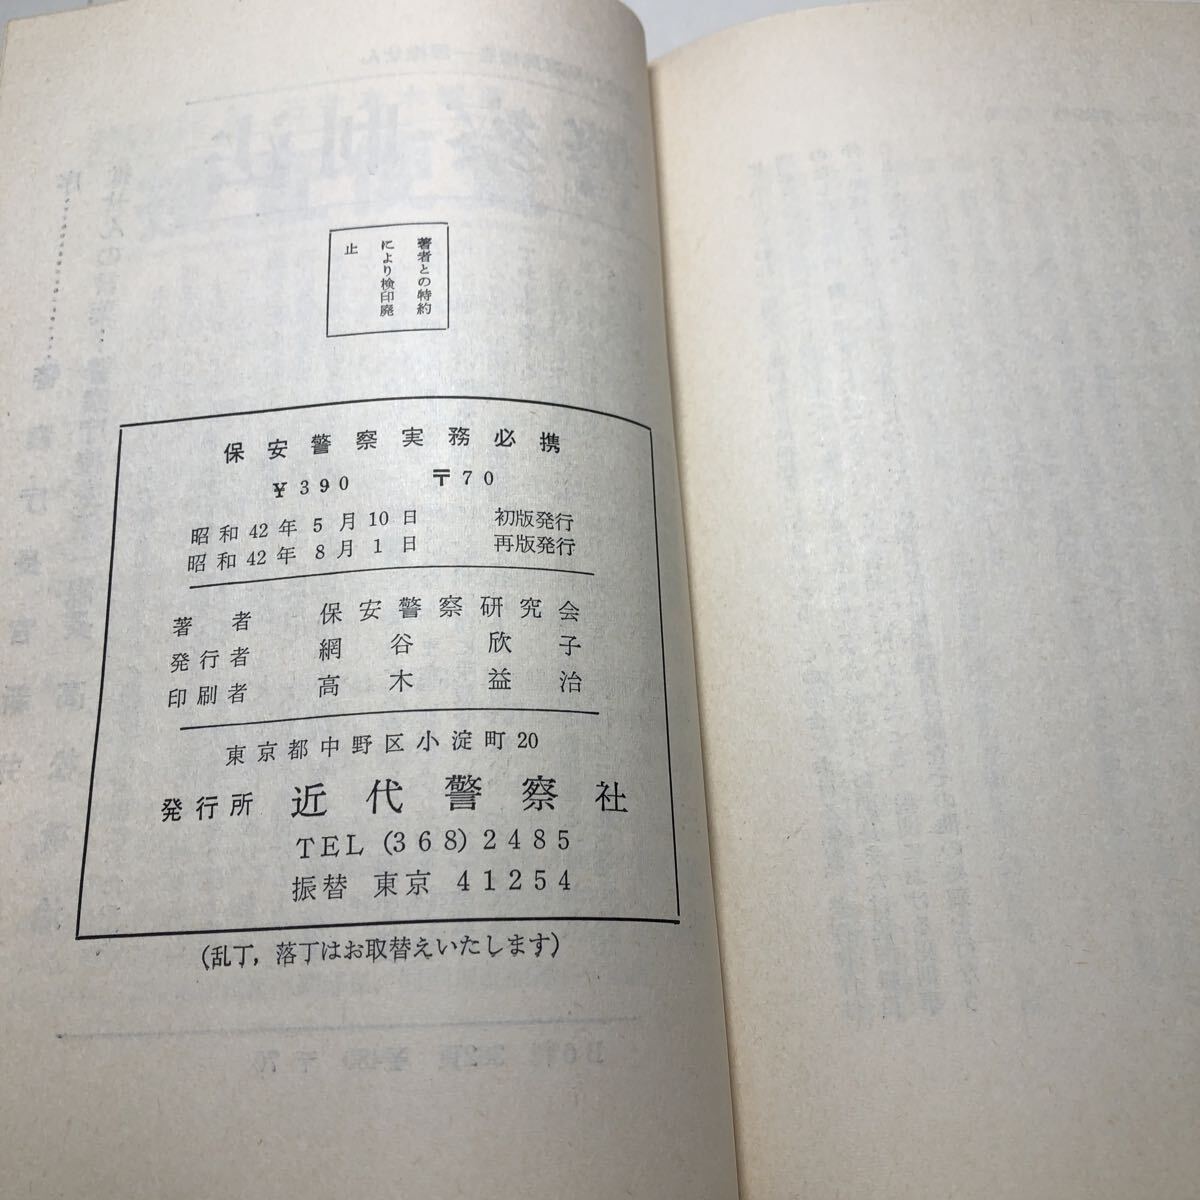 著者との特約
により検印廃
止
保安警察実務必携
¥390 〒70
昭和42年5月10日 初版発行
昭和42年8月1日 再版発行
著者 保安警察研究会
発行者 網谷欣子
印刷者 高木益治
東京都中野区小淀町20
発行所 近代警察社
TEL (368) 2485
振替 東京 41254
(乱丁,落丁はお取替えいたします)